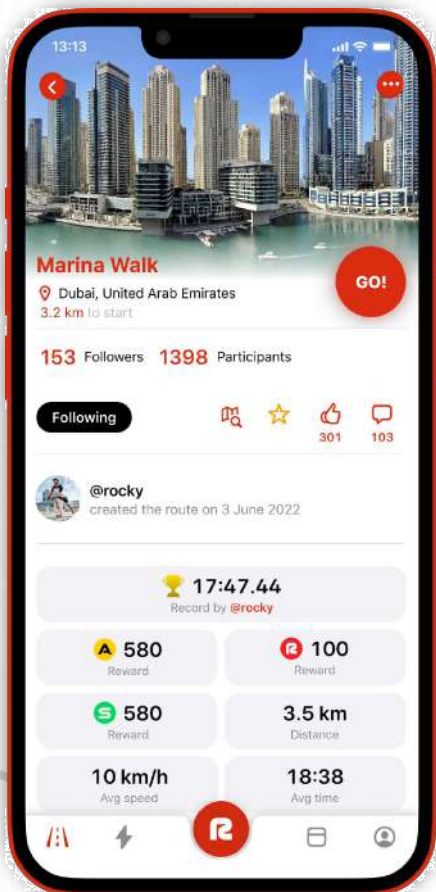 13:13
Marina Walk
Dubai, United Arab Emirates
3.2 km to start
GO!
153 Followers 1398 Participants
Following
301 103
@rocky
created the route on 3 June 2022
17:47.44
Record by @rocky
A 580 R 100
Reward Reward
S 580 3.5 km
Reward Distance
10 km/h 18:38
Avg speed Avg time
R